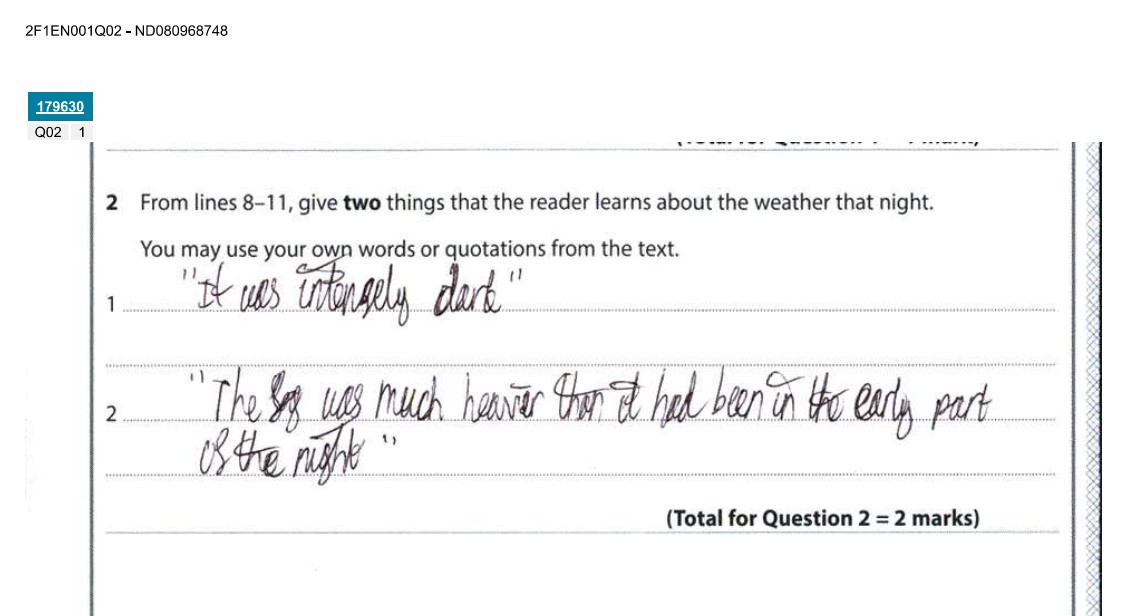 2F1EN001Q02 - ND080968748
179630
Q02 1
2 From lines 8–11, give two things that the reader learns about the weather that night.
You may use your own words or quotations from the text.
1 "It was intensely dark"
2 "The fog was much heavier than it had been in the early part
of the night"
(Total for Question 2 = 2 marks)